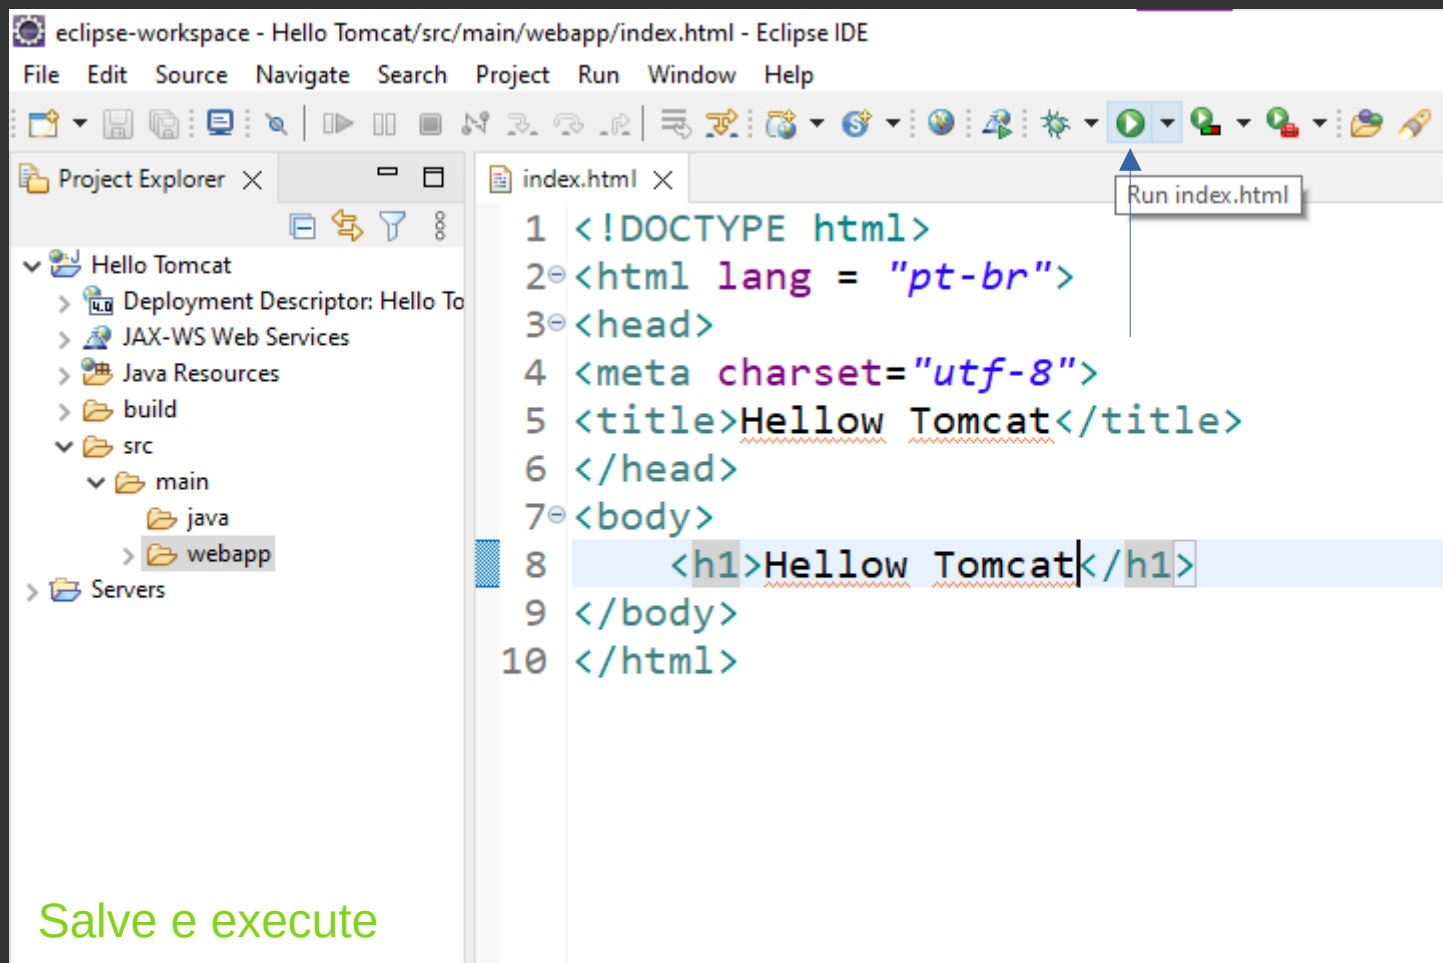 eclipse-workspace - Hello Tomcat/src/main/webapp/index.html - Eclipse IDE
File Edit Source Navigate Search Project Run Window Help
Project Explorer
index.html
Run index.html
Hello Tomcat
Deployment Descriptor: Hello To
JAX-WS Web Services
Java Resources
build
src
main
java
webapp
Servers
1 <!DOCTYPE html>
2 <html lang = "pt-br">
3 <head>
4 <meta charset="utf-8">
5 <title>Hellow Tomcat</title>
6 </head>
7 <body>
8 <h1>Hellow Tomcat</h1>
9 </body>
10 </html>
Salve e execute